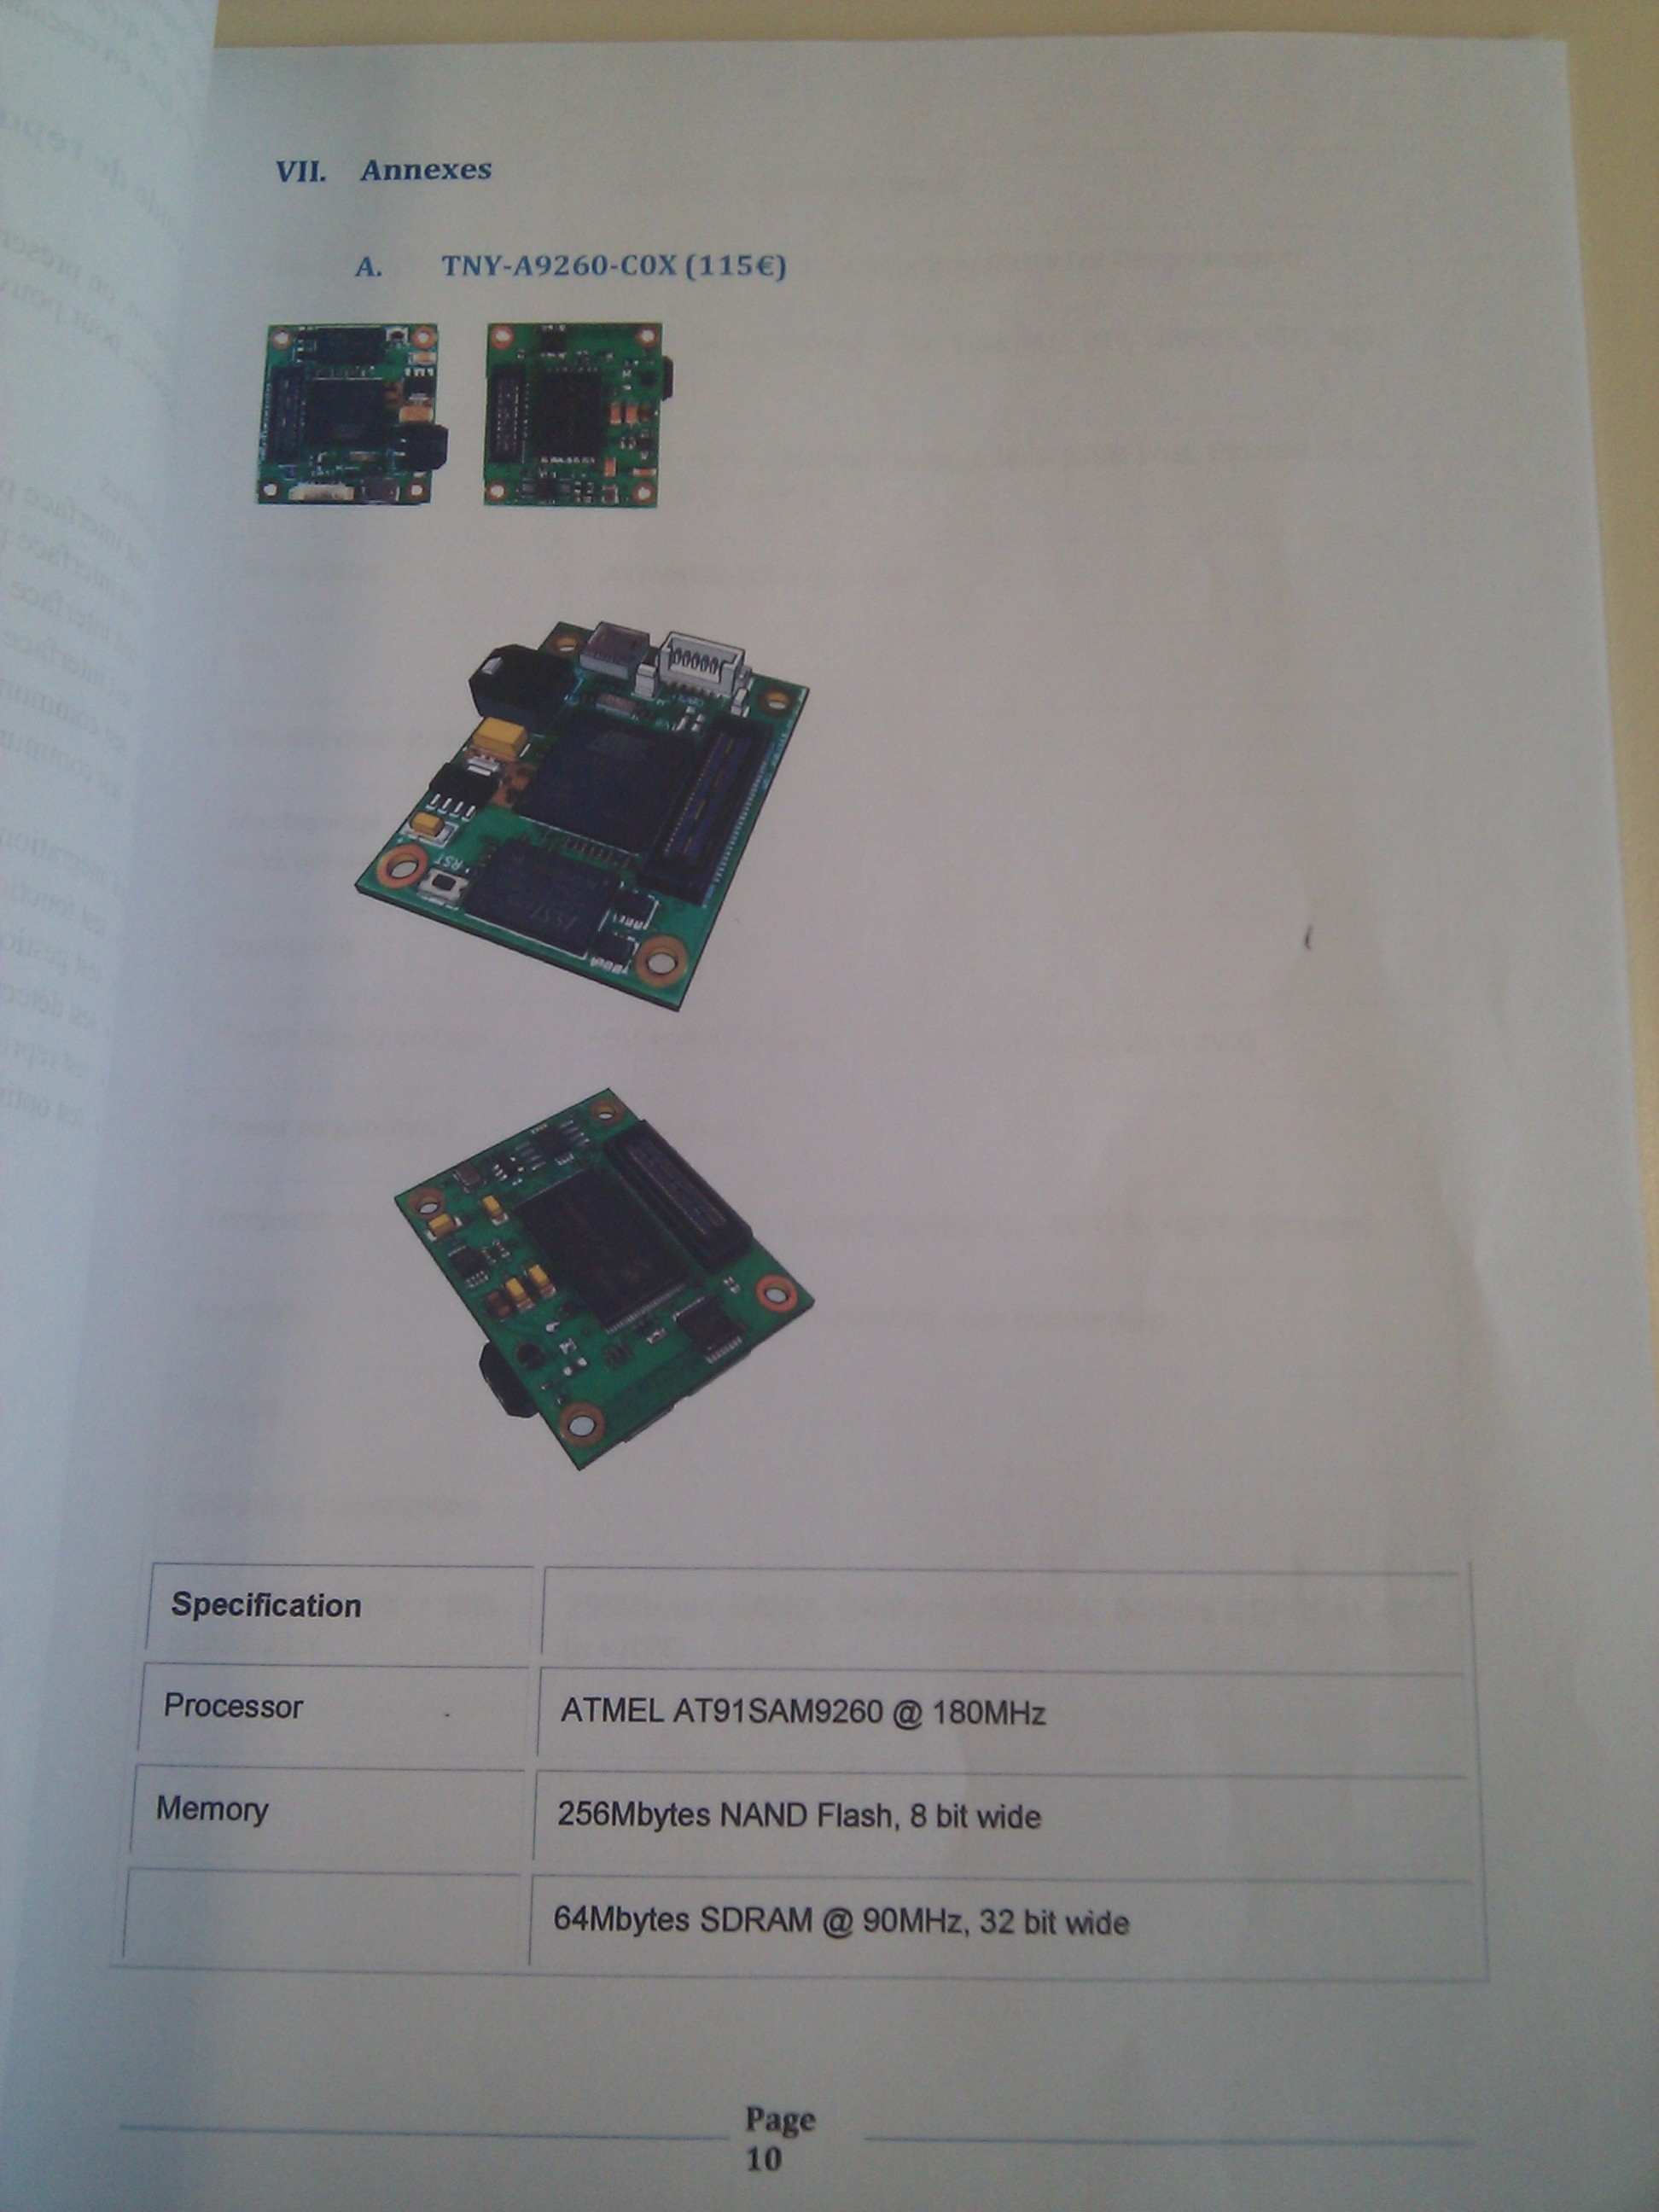 VII. Annexes
A. TNY-A9260-C0X (115€)
RST
Specification
Processor
ATMEL AT91SAM9260 @ 180MHz
Memory
256Mbytes NAND Flash, 8 bit wide
64Mbytes SDRAM @ 90MHz, 32 bit wide
Page
10